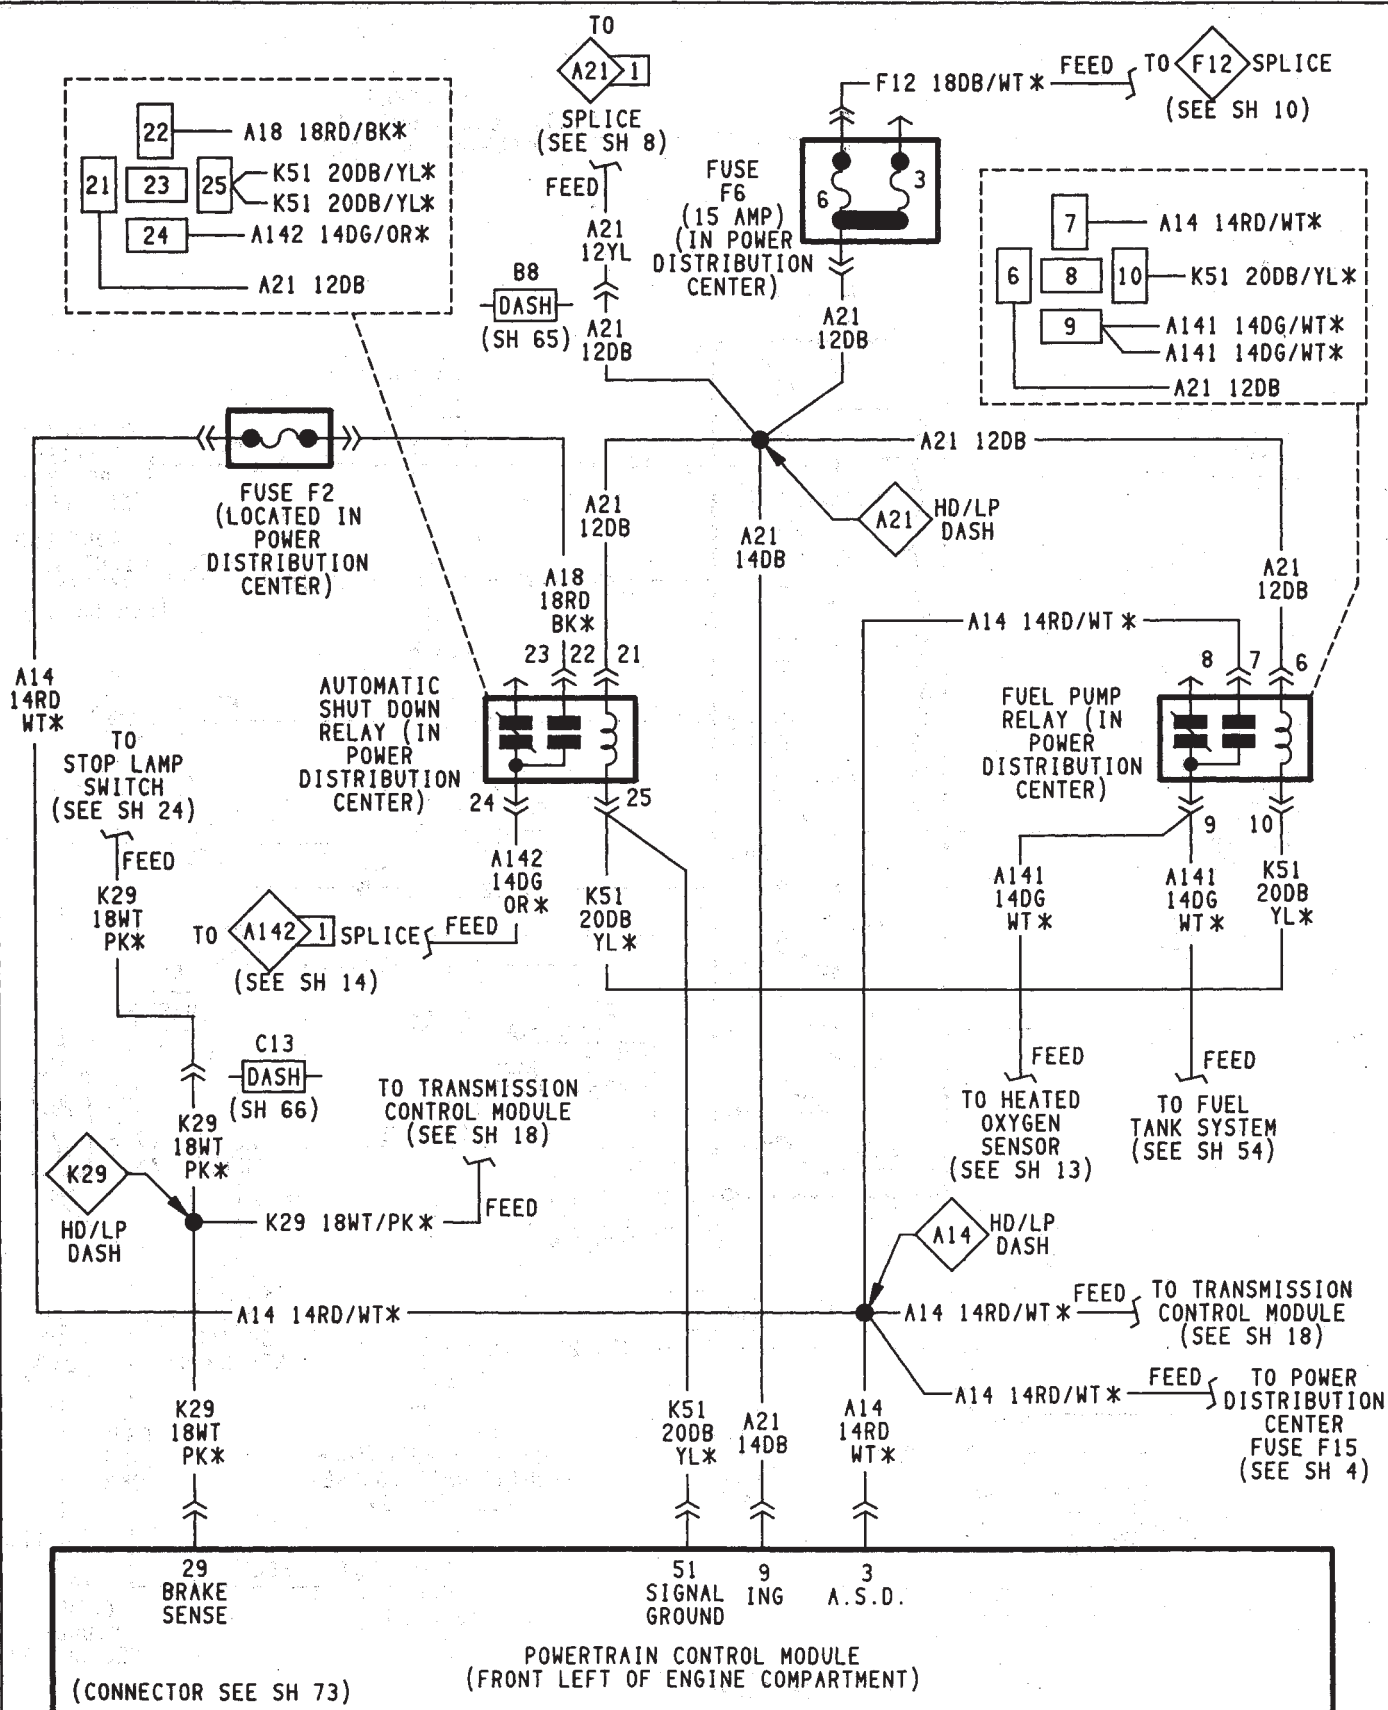 TO
A21 1
SPLICE
(SEE SH 8)
FEED
A21
12YL
B8
DASH
(SH 65)
A21
12DB
F12 18DB/WT* FEED TO F12 SPLICE
(SEE SH 10)
FUSE
F6
(15 AMP)
(IN POWER
DISTRIBUTION
CENTER)
6
3
A21
12DB
22 A18 18RD/BK*
21 23 25 K51 20DB/YL*
K51 20DB/YL*
24 A142 14DG/OR*
A21 12DB
7 A14 14RD/WT*
6 8 10 K51 20DB/YL*
9 A141 14DG/WT*
A141 14DG/WT*
A21 12DB
FUSE F2
(LOCATED IN
POWER
DISTRIBUTION
CENTER)
A21 12DB
A21
12DB
A21
14DB
A21
HD/LP
DASH
A18
18RD
BK*
A21
12DB
A14 14RD/WT*
A14
14RD
WT*
23 22 21
8 7 6
AUTOMATIC
SHUT DOWN
RELAY (IN
POWER
DISTRIBUTION
CENTER)
24
25
FUEL PUMP
RELAY (IN
POWER
DISTRIBUTION
CENTER)
9 10
TO
STOP LAMP
SWITCH
(SEE SH 24)
FEED
K29
18WT
PK*
A142
14DG
OR*
TO A142 1 SPLICE FEED
(SEE SH 14)
K51
20DB
YL*
A141
14DG
WT*
A141
14DG
WT*
K51
20DB
YL*
C13
DASH
(SH 66)
K29
18WT
PK*
TO TRANSMISSION
CONTROL MODULE
(SEE SH 18)
FEED
K29
HD/LP
DASH
K29 18WT/PK*
FEED
TO HEATED
OXYGEN
SENSOR
(SEE SH 13)
FEED
TO FUEL
TANK SYSTEM
(SEE SH 54)
A14
HD/LP
DASH
A14 14RD/WT*
A14 14RD/WT* FEED TO TRANSMISSION
CONTROL MODULE
(SEE SH 18)
A14 14RD/WT* FEED TO POWER
DISTRIBUTION
CENTER
FUSE F15
(SEE SH 4)
K29
18WT
PK*
K51
20DB
YL*
A21
14DB
A14
14RD
WT*
29
BRAKE
SENSE
51
SIGNAL
GROUND
9
ING
3
A.S.D.
POWERTRAIN CONTROL MODULE
(FRONT LEFT OF ENGINE COMPARTMENT)
(CONNECTOR SEE SH 73)